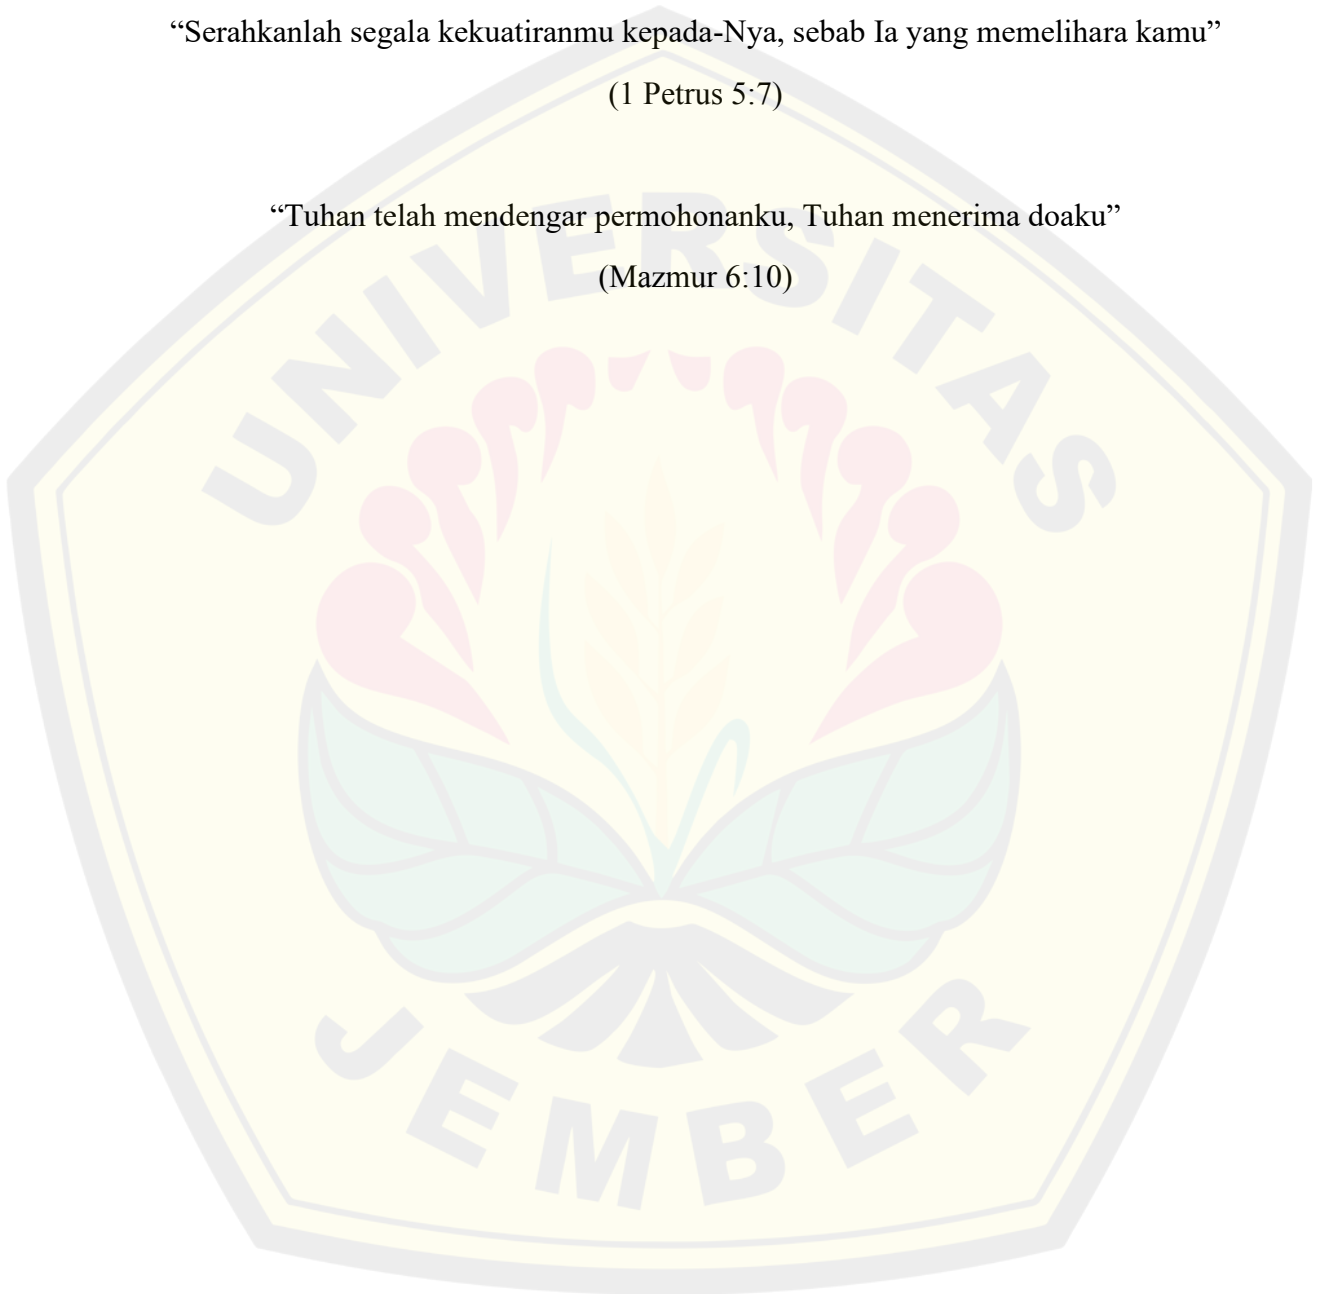 “Serahkanlah segala kekuatiranmu kepada-Nya, sebab Ia yang memelihara kamu”
(1 Petrus 5:7)
“Tuhan telah mendengar permohonanku, Tuhan menerima doaku”
(Mazmur 6:10)
UNIVERSITAS
JEMBER